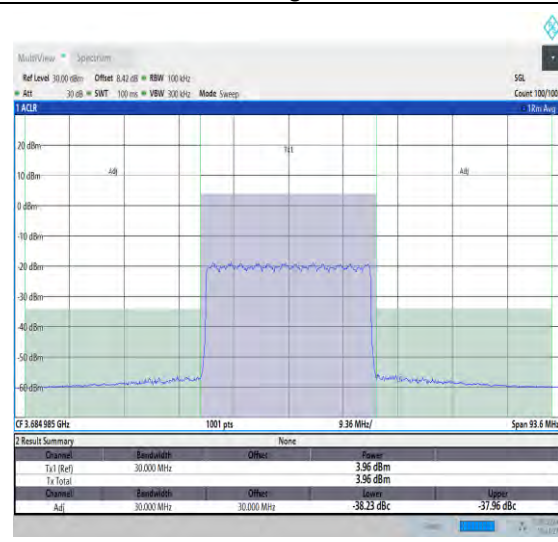 MultiView Spectrum
Ref Level 30.00 dBm Offset 8.42 dB RBW 100 kHz SGL
Att 30 dB SWT 100 ms VBW 300 kHz Mode Sweep Count 100/100
1 ACLR 1Rm Avg
Tx1
20 dBm
Adj Adj
10 dBm
0 dBm
-10 dBm
-20 dBm
-30 dBm
-40 dBm
-50 dBm
-60 dBm
CF 3.684 985 GHz 1001 pts 9.36 MHz/ Span 93.6 MHz
2 Result Summary None
Channel Bandwidth Offset Power
Tx1 (Ref) 30.000 MHz 3.96 dBm
Tx Total 3.96 dBm
Channel Bandwidth Offset Lower Upper
Adj 30.000 MHz 30.000 MHz -38.23 dBc -37.96 dBc